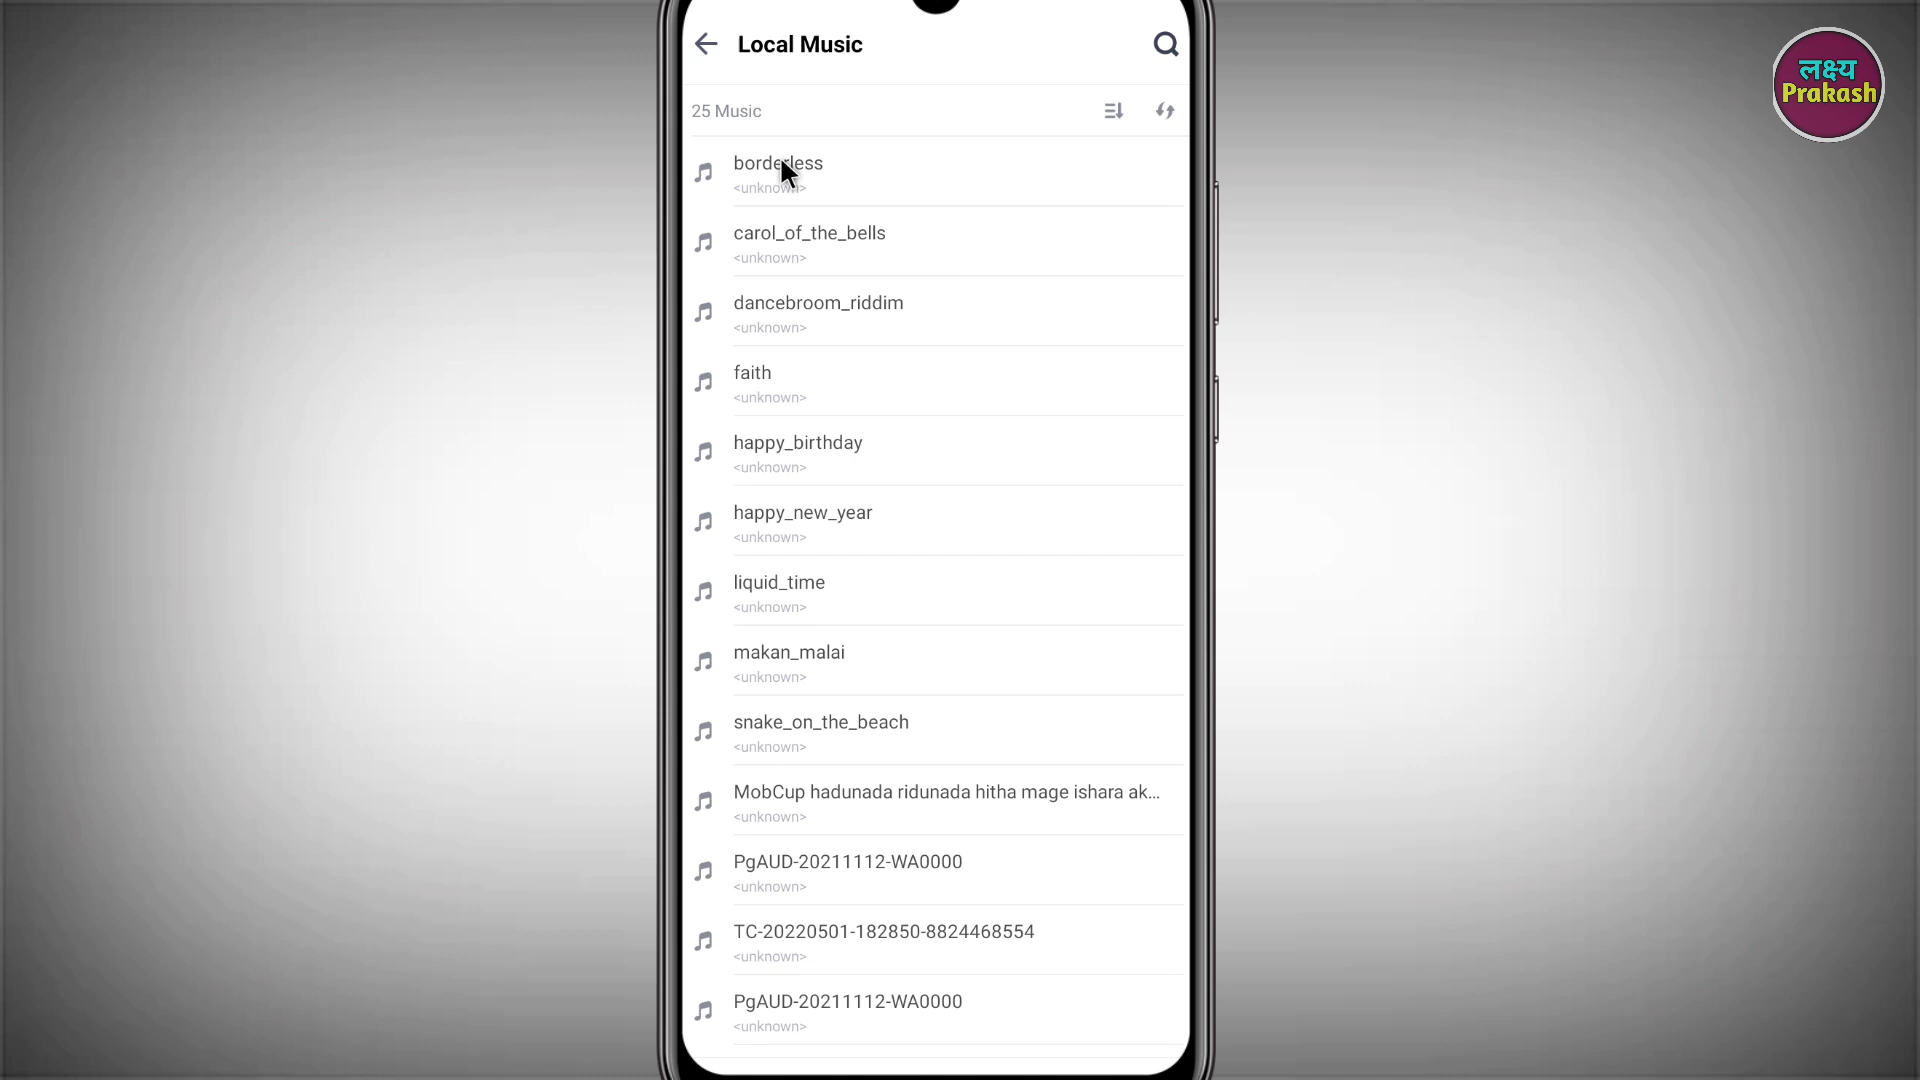 Local Music
लक्ष्य
Prakash
25 Music
borderless
<unknown>
carol_of_the_bells
<unknown>
dancebroom_riddim
<unknown>
faith
<unknown>
happy_birthday
<unknown>
happy_new_year
<unknown>
liquid_time
<unknown>
makan_malai
<unknown>
snake_on_the_beach
<unknown>
MobCup hadunada ridunada hitha mage ishara ak...
<unknown>
PgAUD-20211112-WA0000
<unknown>
TC-20220501-182850-8824468554
<unknown>
PgAUD-20211112-WA0000
<unknown>